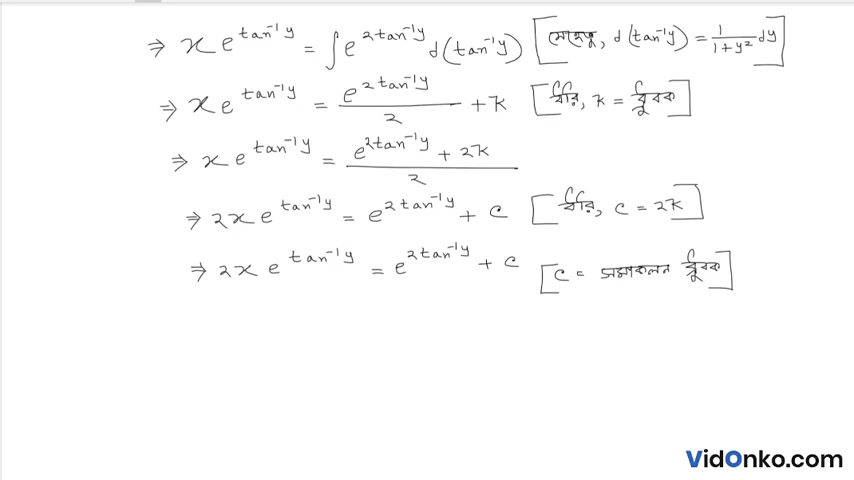 ⇒ x e^{tan⁻¹y} = ∫ e^{2tan⁻¹y} d(tan⁻¹y) [যেহেতু, d(tan⁻¹y) = 1/(1+y²) dy]
⇒ x e^{tan⁻¹y} = e^{2tan⁻¹y}/2 + K [ধরি, K = ধ্রুবক]
⇒ x e^{tan⁻¹y} = (e^{2tan⁻¹y} + 2K)/2
⇒ 2x e^{tan⁻¹y} = e^{2tan⁻¹y} + c [ধরি, c = 2K]
⇒ 2x e^{tan⁻¹y} = e^{2tan⁻¹y} + c [c = সমাকলন ধ্রুবক]
VidOnko.com